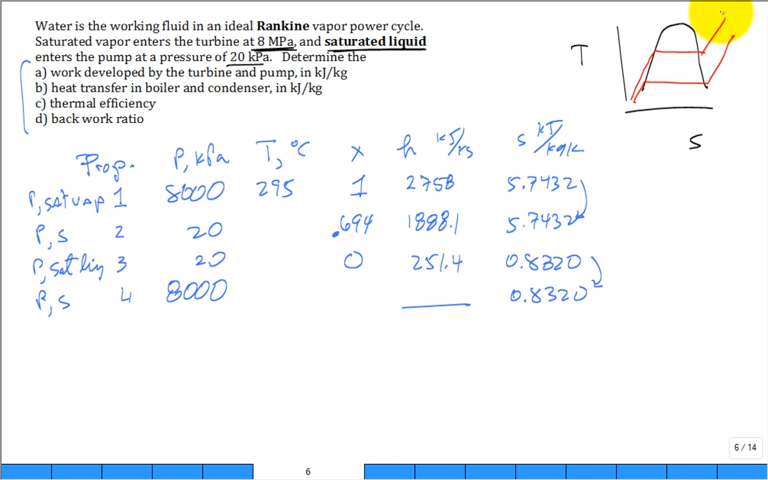 Water is the working fluid in an ideal Rankine vapor power cycle.
Saturated vapor enters the turbine at 8 MPa, and saturated liquid
enters the pump at a pressure of 20 kPa.  Determine the
a) work developed by the turbine and pump, in kJ/kg
b) heat transfer in boiler and condenser, in kJ/kg
c) thermal efficiency
d) back work ratio
T
S
Prop. P, kPa T, °C x h kJ/kg s kJ/kg/K
P, sat vap 1 8000 295 1 2758 5.7432
P, s 2 20 .694 1888.1 5.7432
P, sat liq 3 20 0 251.4 0.8320
P, s 4 8000 0.8320
6 / 14
6